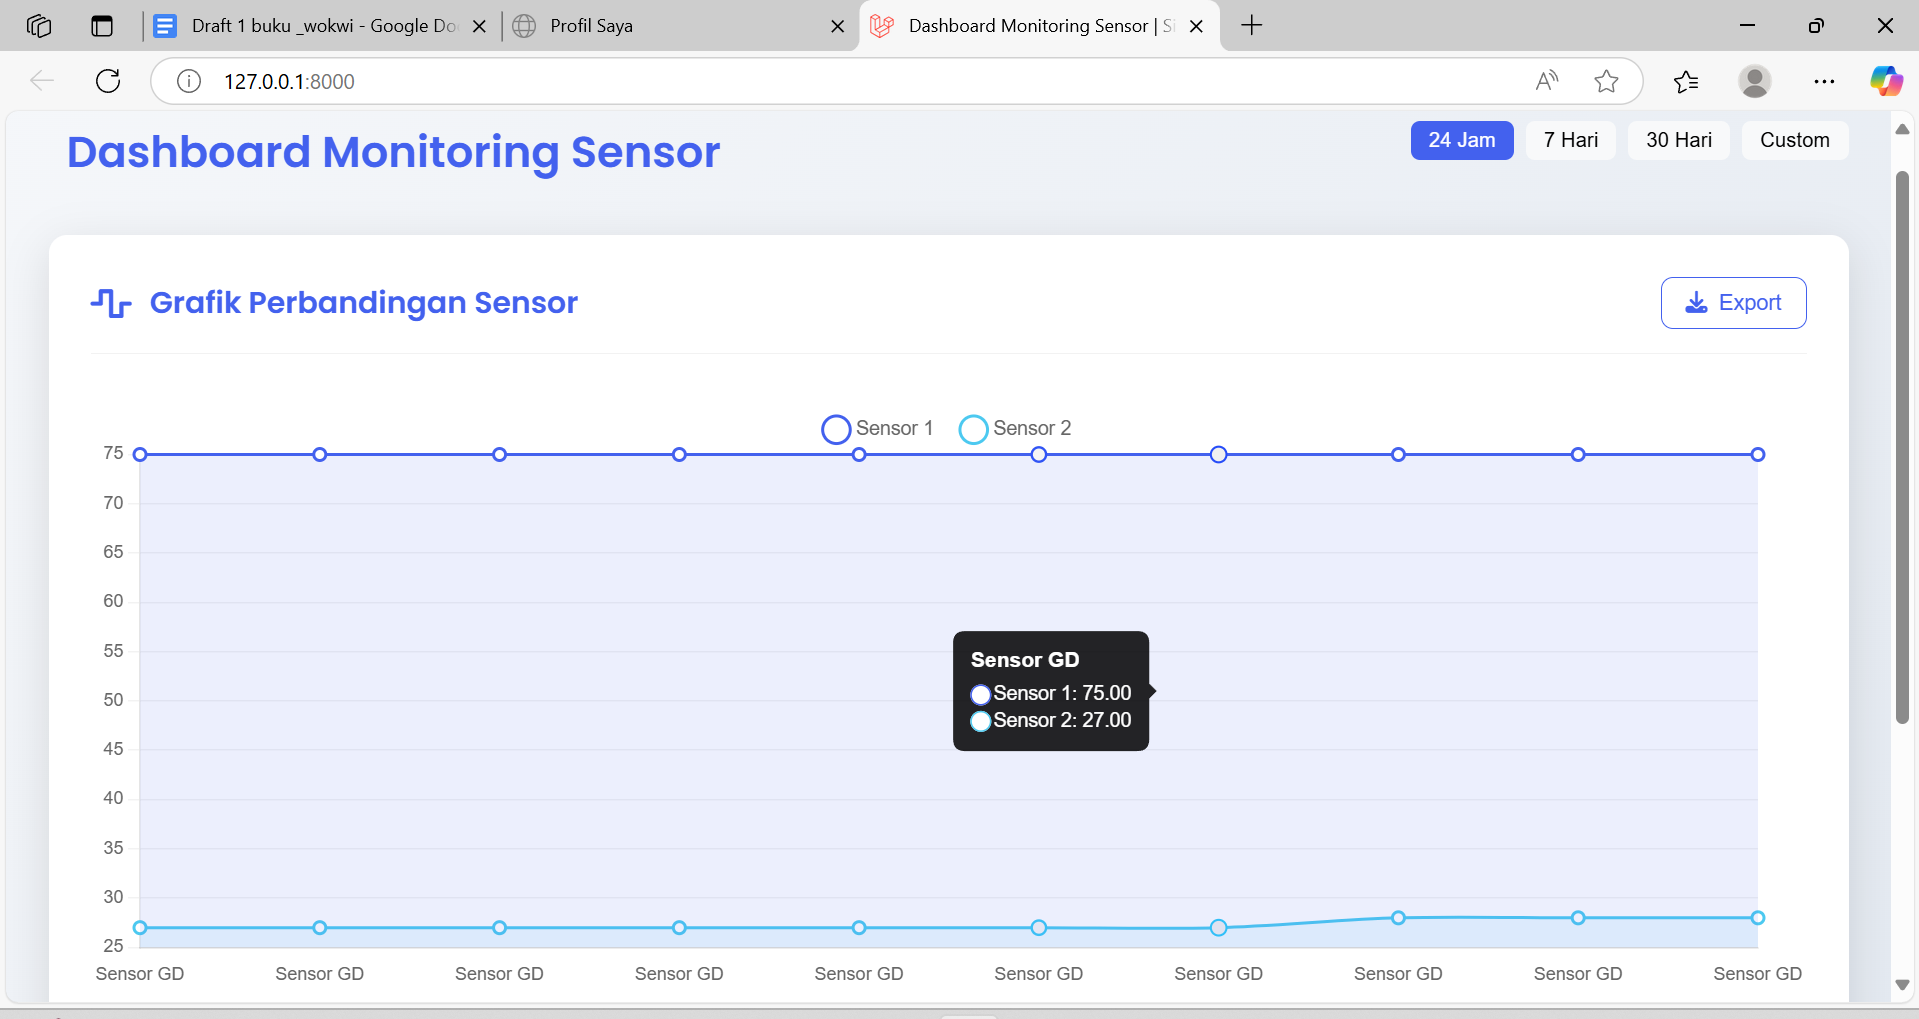 Draft 1 buku _wokwi - Google Do
Profil Saya
Dashboard Monitoring Sensor | Si
127.0.0.1:8000
Dashboard Monitoring Sensor
24 Jam
7 Hari
30 Hari
Custom
Grafik Perbandingan Sensor
Export
Sensor 1
Sensor 2
75
70
65
60
55
50
45
40
35
30
25
Sensor GD
Sensor 1: 75.00
Sensor 2: 27.00
Sensor GD
Sensor GD
Sensor GD
Sensor GD
Sensor GD
Sensor GD
Sensor GD
Sensor GD
Sensor GD
Sensor GD